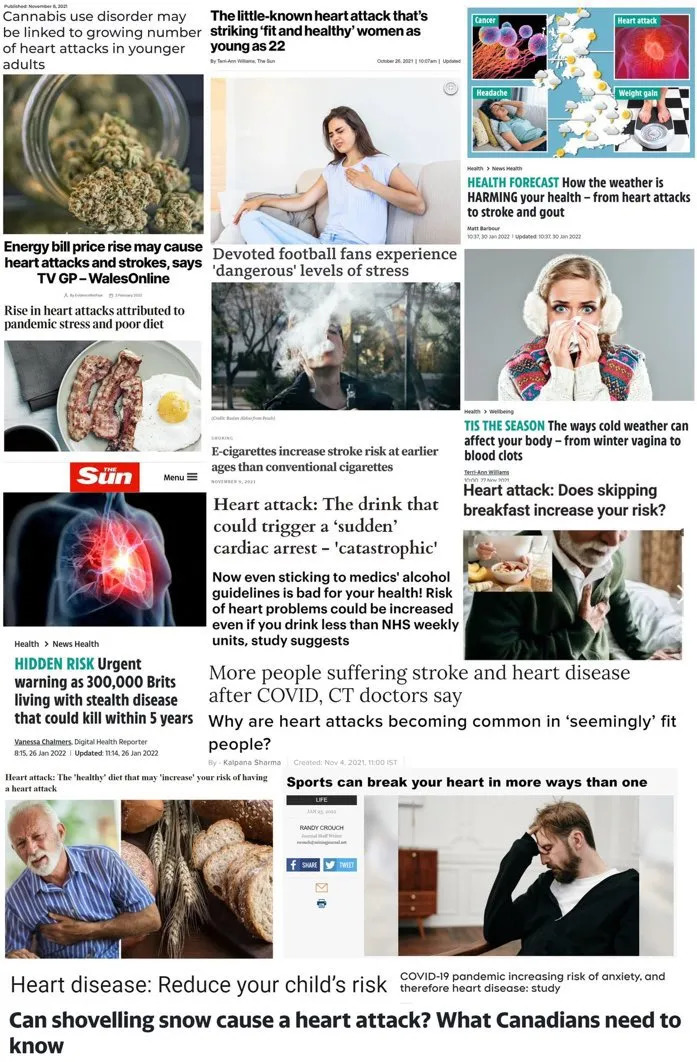 Published: November 8, 2021
Cannabis use disorder may
be linked to growing number
of heart attacks in younger
adults
The little-known heart attack that's
striking 'fit and healthy' women as
young as 22
By Terri-Ann Williams, The Sun
October 26, 2021 | 10:07am | Updated
Cancer
Heart attack
Headache
Weight gain
Health > News Health
HEALTH FORECAST How the weather is
HARMING your health – from heart attacks
to stroke and gout
Matt Barbour
10:37, 30 Jan 2022 | Updated: 10:37, 30 Jan 2022
Energy bill price rise may cause
heart attacks and strokes, says
TV GP – WalesOnline
Rise in heart attacks attributed to
pandemic stress and poor diet
Devoted football fans experience
'dangerous' levels of stress
SMOKING
E-cigarettes increase stroke risk at earlier
ages than conventional cigarettes
NOVEMBER 9, 2021
Health > Wellbeing
TIS THE SEASON The ways cold weather can
affect your body – from winter vagina to
blood clots
Terri-Ann Williams
10:00, 27 Nov 2021
Heart attack: Does skipping
breakfast increase your risk?
THE
Sun
Menu
Health > News Health
HIDDEN RISK Urgent
warning as 300,000 Brits
living with stealth disease
that could kill within 5 years
Vanessa Chalmers, Digital Health Reporter
8:15, 26 Jan 2022 | Updated: 11:14, 26 Jan 2022
Heart attack: The drink that
could trigger a 'sudden'
cardiac arrest - 'catastrophic'
Now even sticking to medics' alcohol
guidelines is bad for your health! Risk
of heart problems could be increased
even if you drink less than NHS weekly
units, study suggests
More people suffering stroke and heart disease
after COVID, CT doctors say
Why are heart attacks becoming common in 'seemingly' fit
people?
By - Kalpana Sharma | Created: Nov 4, 2021, 11:00 IST
Heart attack: The 'healthy' diet that may 'increase' your risk of having
a heart attack
Sports can break your heart in more ways than one
LIFE
RANDY CROUCH
SHARE
TWEET
Heart disease: Reduce your child's risk
COVID-19 pandemic increasing risk of anxiety, and
therefore heart disease: study
Can shovelling snow cause a heart attack? What Canadians need to
know